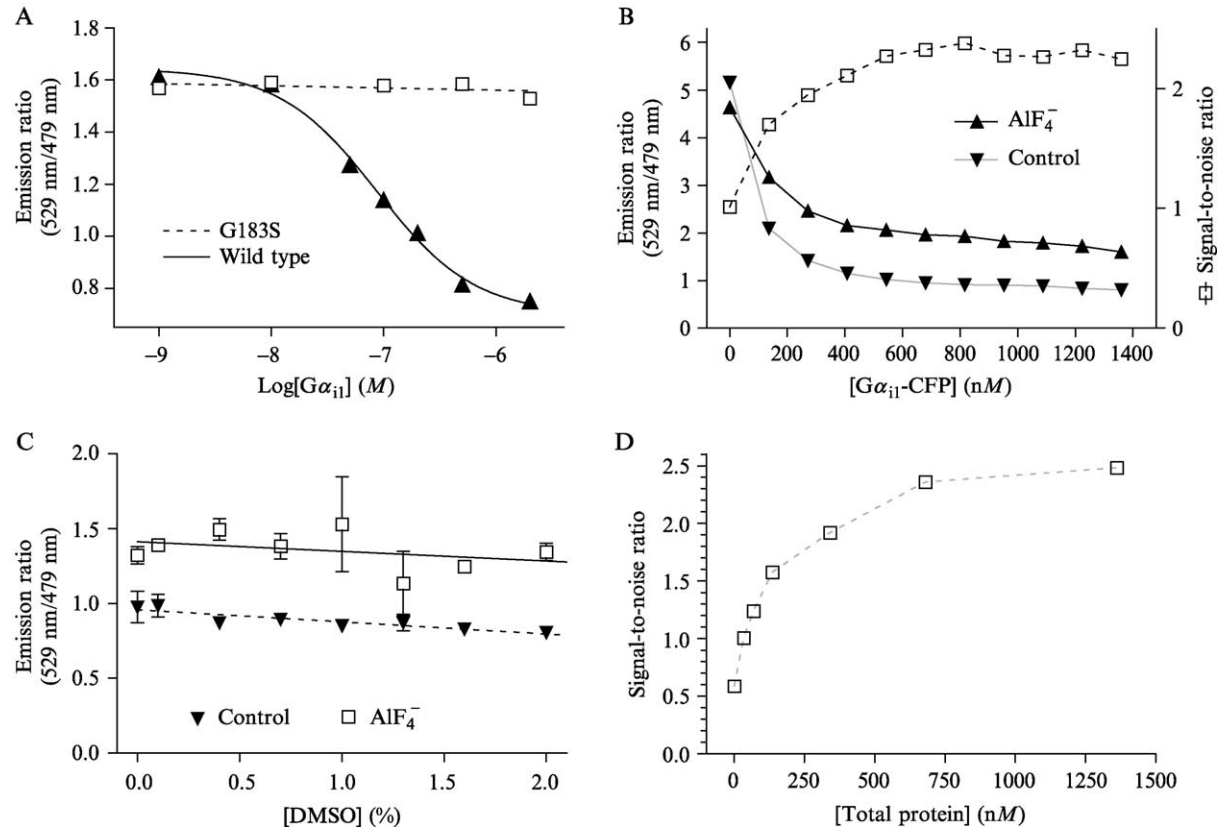 A
Emission ratio
(529 nm/479 nm)
1.8
1.6
1.4
1.2
1.0
0.8
G183S
Wild type
−9
−8
−7
−6
Log[Gα_i1] (M)
B
Emission ratio
(529 nm/479 nm)
6
5
4
3
2
1
0
AlF₄⁻
Control
2
1
0
Signal-to-noise ratio
0 200 400 600 800 1000 1200 1400
[Gα_i1-CFP] (nM)
C
Emission ratio
(529 nm/479 nm)
2.0
1.5
1.0
0.5
0.0
Control AlF₄⁻
0.0 0.5 1.0 1.5 2.0
[DMSO] (%)
D
Signal-to-noise ratio
2.5
2.0
1.5
1.0
0.5
0.0
0 250 500 750 1000 1250 1500
[Total protein] (nM)